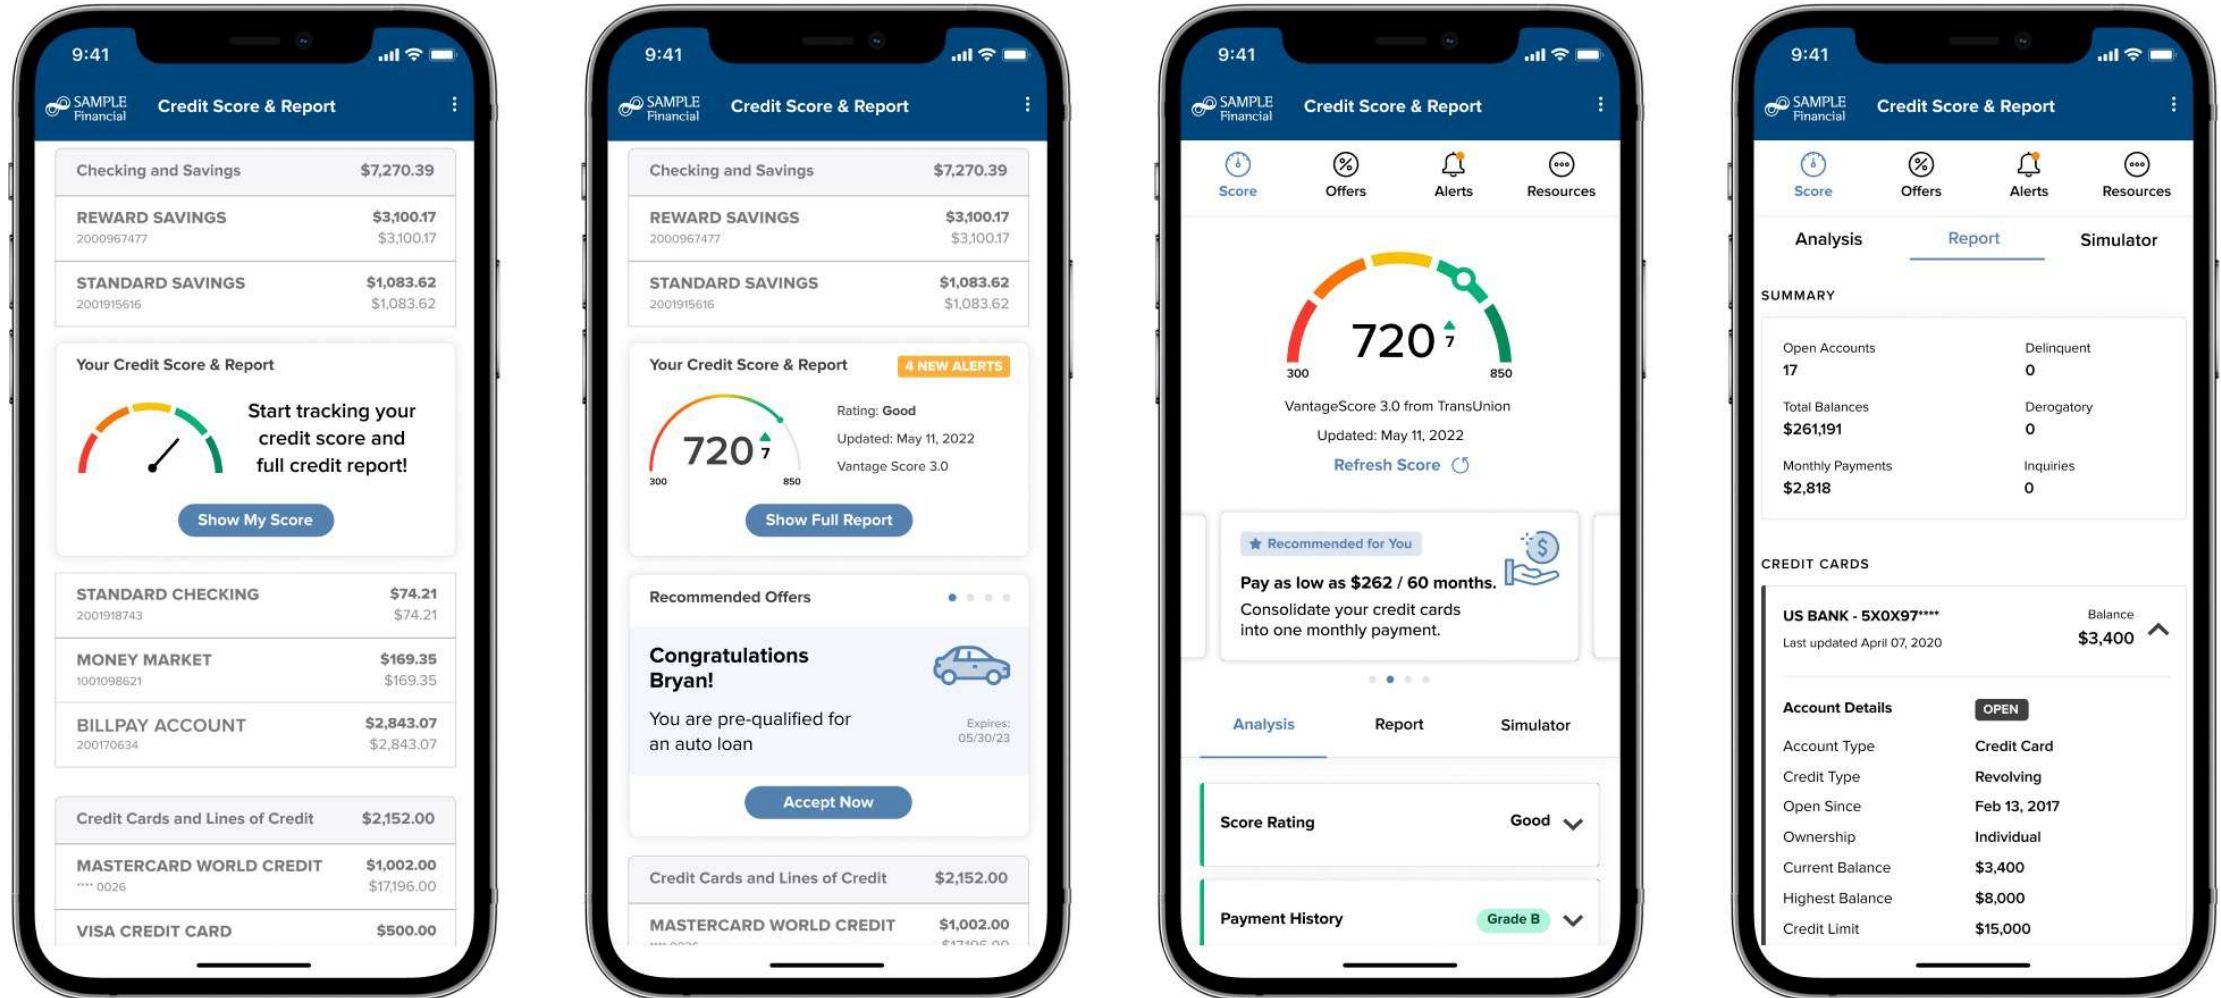 9:41
SAMPLE
Financial
Credit Score & Report
Checking and Savings $7,270.39
REWARD SAVINGS $3,100.17
2000967477 $3,100.17
STANDARD SAVINGS $1,083.62
2001915616 $1,083.62
Your Credit Score & Report
Start tracking your
credit score and
full credit report!
Show My Score
STANDARD CHECKING $74.21
2001918743 $74.21
MONEY MARKET $169.35
1001098621 $169.35
BILLPAY ACCOUNT $2,843.07
200170634 $2,843.07
Credit Cards and Lines of Credit $2,152.00
MASTERCARD WORLD CREDIT $1,002.00
**** 0026 $17,196.00
VISA CREDIT CARD $500.00
9:41
SAMPLE
Financial
Credit Score & Report
Checking and Savings $7,270.39
REWARD SAVINGS $3,100.17
2000967477 $3,100.17
STANDARD SAVINGS $1,083.62
2001915616 $1,083.62
Your Credit Score & Report 4 NEW ALERTS
720 7
300 850
Rating: Good
Updated: May 11, 2022
Vantage Score 3.0
Show Full Report
Recommended Offers
Congratulations
Bryan!
You are pre-qualified for
an auto loan
Expires:
05/30/23
Accept Now
Credit Cards and Lines of Credit $2,152.00
MASTERCARD WORLD CREDIT $1,002.00
9:41
SAMPLE
Financial
Credit Score & Report
Score Offers Alerts Resources
720 7
300 850
VantageScore 3.0 from TransUnion
Updated: May 11, 2022
Refresh Score
Recommended for You
Pay as low as $262 / 60 months.
Consolidate your credit cards
into one monthly payment.
Analysis Report Simulator
Score Rating Good
Payment History Grade B
9:41
SAMPLE
Financial
Credit Score & Report
Score Offers Alerts Resources
Analysis Report Simulator
SUMMARY
Open Accounts Delinquent
17 0
Total Balances Derogatory
$261,191 0
Monthly Payments Inquiries
$2,818 0
CREDIT CARDS
US BANK - 5X0X97**** Balance
Last updated April 07, 2020 $3,400
Account Details OPEN
Account Type Credit Card
Credit Type Revolving
Open Since Feb 13, 2017
Ownership Individual
Current Balance $3,400
Highest Balance $8,000
Credit Limit $15,000